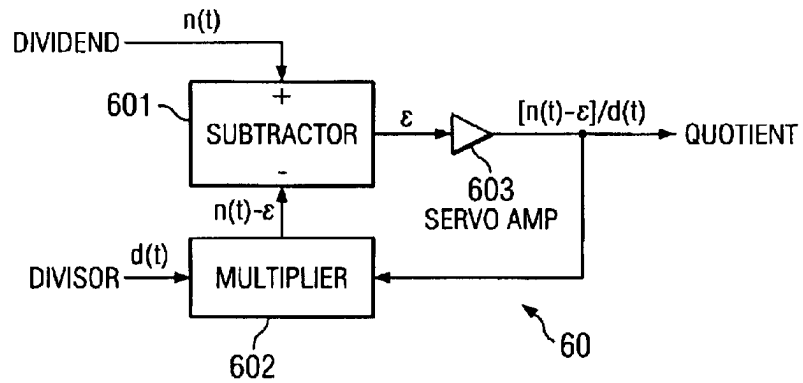 n(t)
DIVIDEND
601
+
SUBTRACTOR
-
ε
[n(t)-ε]/d(t)
QUOTIENT
603
SERVO AMP
n(t)-ε
d(t)
DIVISOR
MULTIPLIER
602
60